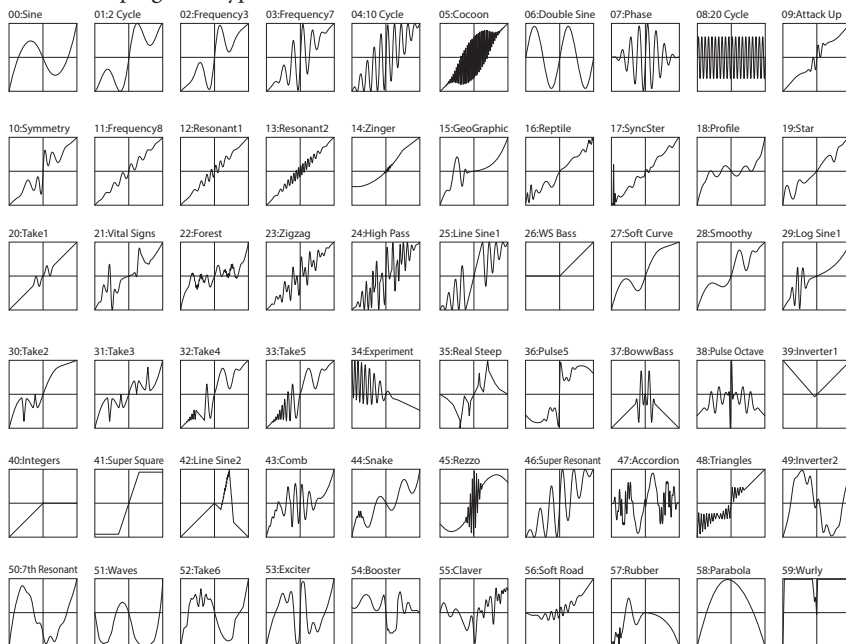 00:Sine 01:2 Cycle 02:Frequency3 03:Frequency7 04:10 Cycle 05:Cocoon 06:Double Sine 07:Phase 08:20 Cycle 09:Attack Up
10:Symmetry 11:Frequency8 12:Resonant1 13:Resonant2 14:Zinger 15:GeoGraphic 16:Reptile 17:SyncSter 18:Profile 19:Star
20:Take1 21:Vital Signs 22:Forest 23:Zigzag 24:High Pass 25:Line Sine1 26:WS Bass 27:Soft Curve 28:Smoothy 29:Log Sine1
30:Take2 31:Take3 32:Take4 33:Take5 34:Experiment 35:Real Steep 36:Pulse5 37:BowwBass 38:Pulse Octave 39:Inverter1
40:Integers 41:Super Square 42:Line Sine2 43:Comb 44:Snake 45:Rezzo 46:Super Resonant 47:Accordion 48:Triangles 49:Inverter2
50:7th Resonant 51:Waves 52:Take6 53:Exciter 54:Booster 55:Claver 56:Soft Road 57:Rubber 58:Parabola 59:Wurly